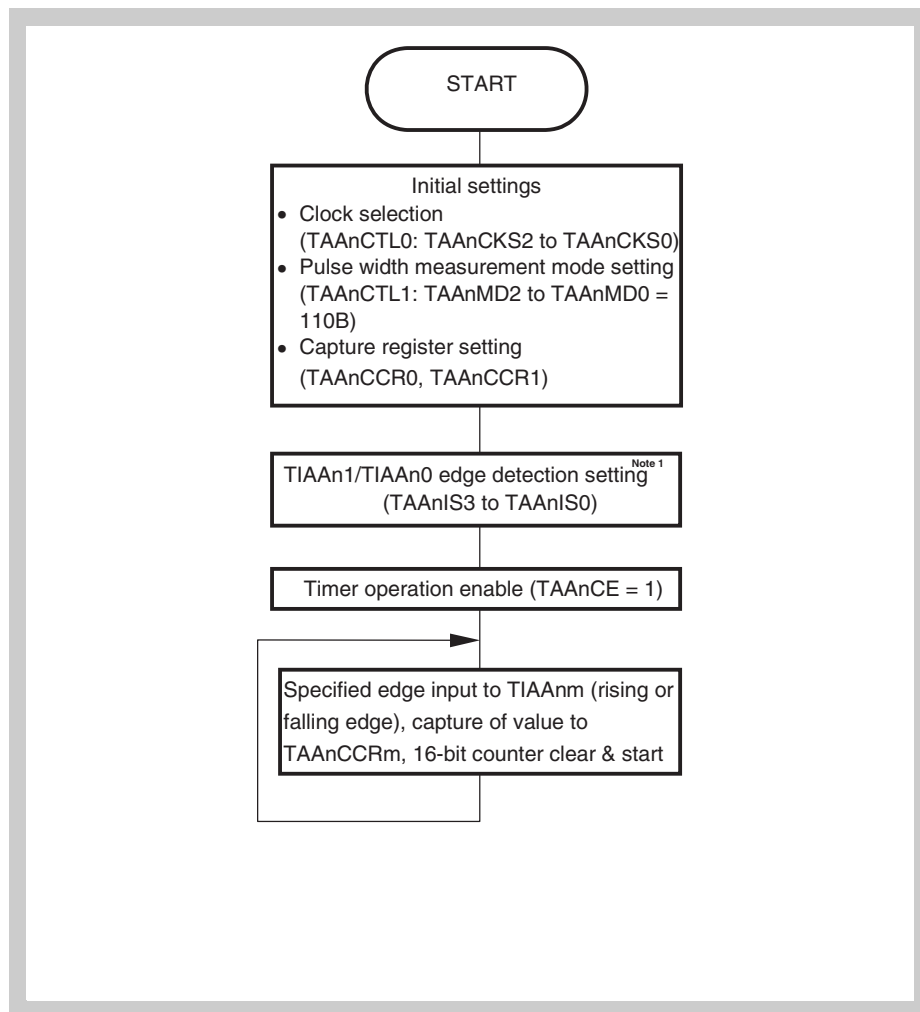 START
Initial settings
• Clock selection
(TAAnCTL0: TAAnCKS2 to TAAnCKS0)
• Pulse width measurement mode setting
(TAAnCTL1: TAAnMD2 to TAAnMD0 =
110B)
• Capture register setting
(TAAnCCR0, TAAnCCR1)
TIAAn1/TIAAn0 edge detection setting Note 1
(TAAnIS3 to TAAnIS0)
Timer operation enable (TAAnCE = 1)
Specified edge input to TIAAnm (rising or
falling edge), capture of value to
TAAnCCRm, 16-bit counter clear & start